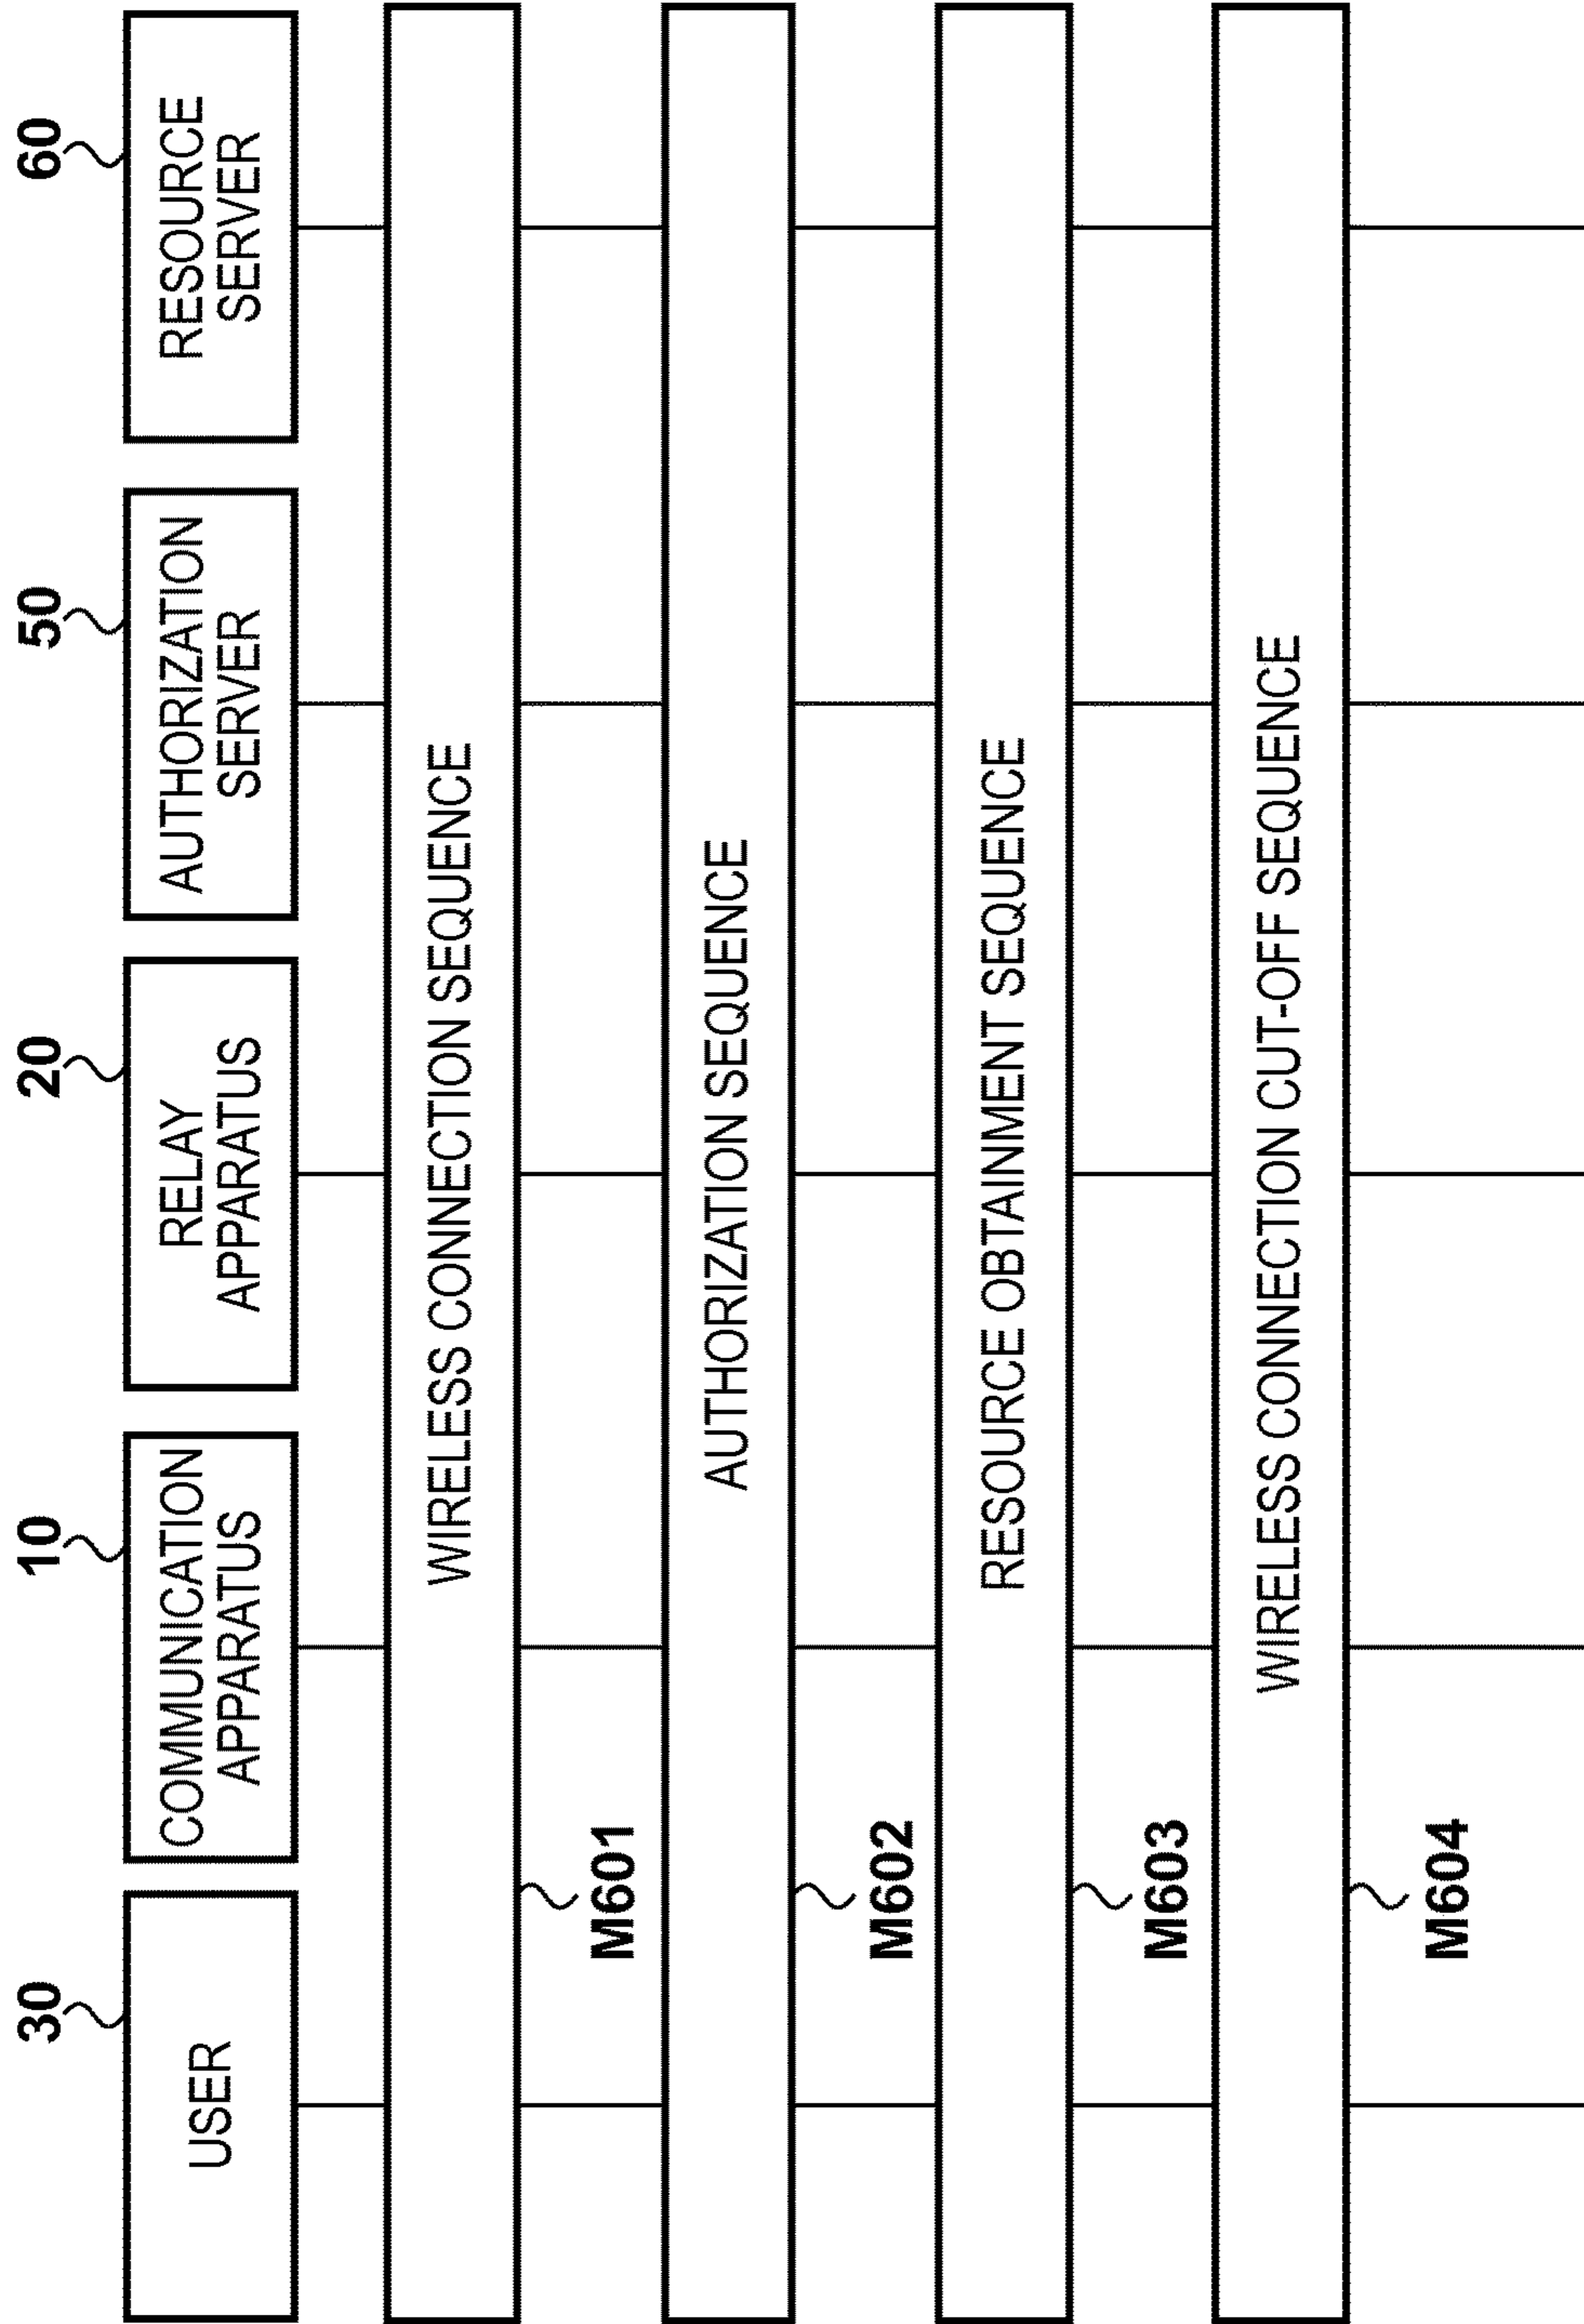 30
USER
10
COMMUNICATION
APPARATUS
20
RELAY
APPARATUS
50
AUTHORIZATION
SERVER
60
RESOURCE
SERVER
WIRELESS CONNECTION SEQUENCE
M601
AUTHORIZATION SEQUENCE
M602
RESOURCE OBTAINMENT SEQUENCE
M603
WIRELESS CONNECTION CUT-OFF SEQUENCE
M604